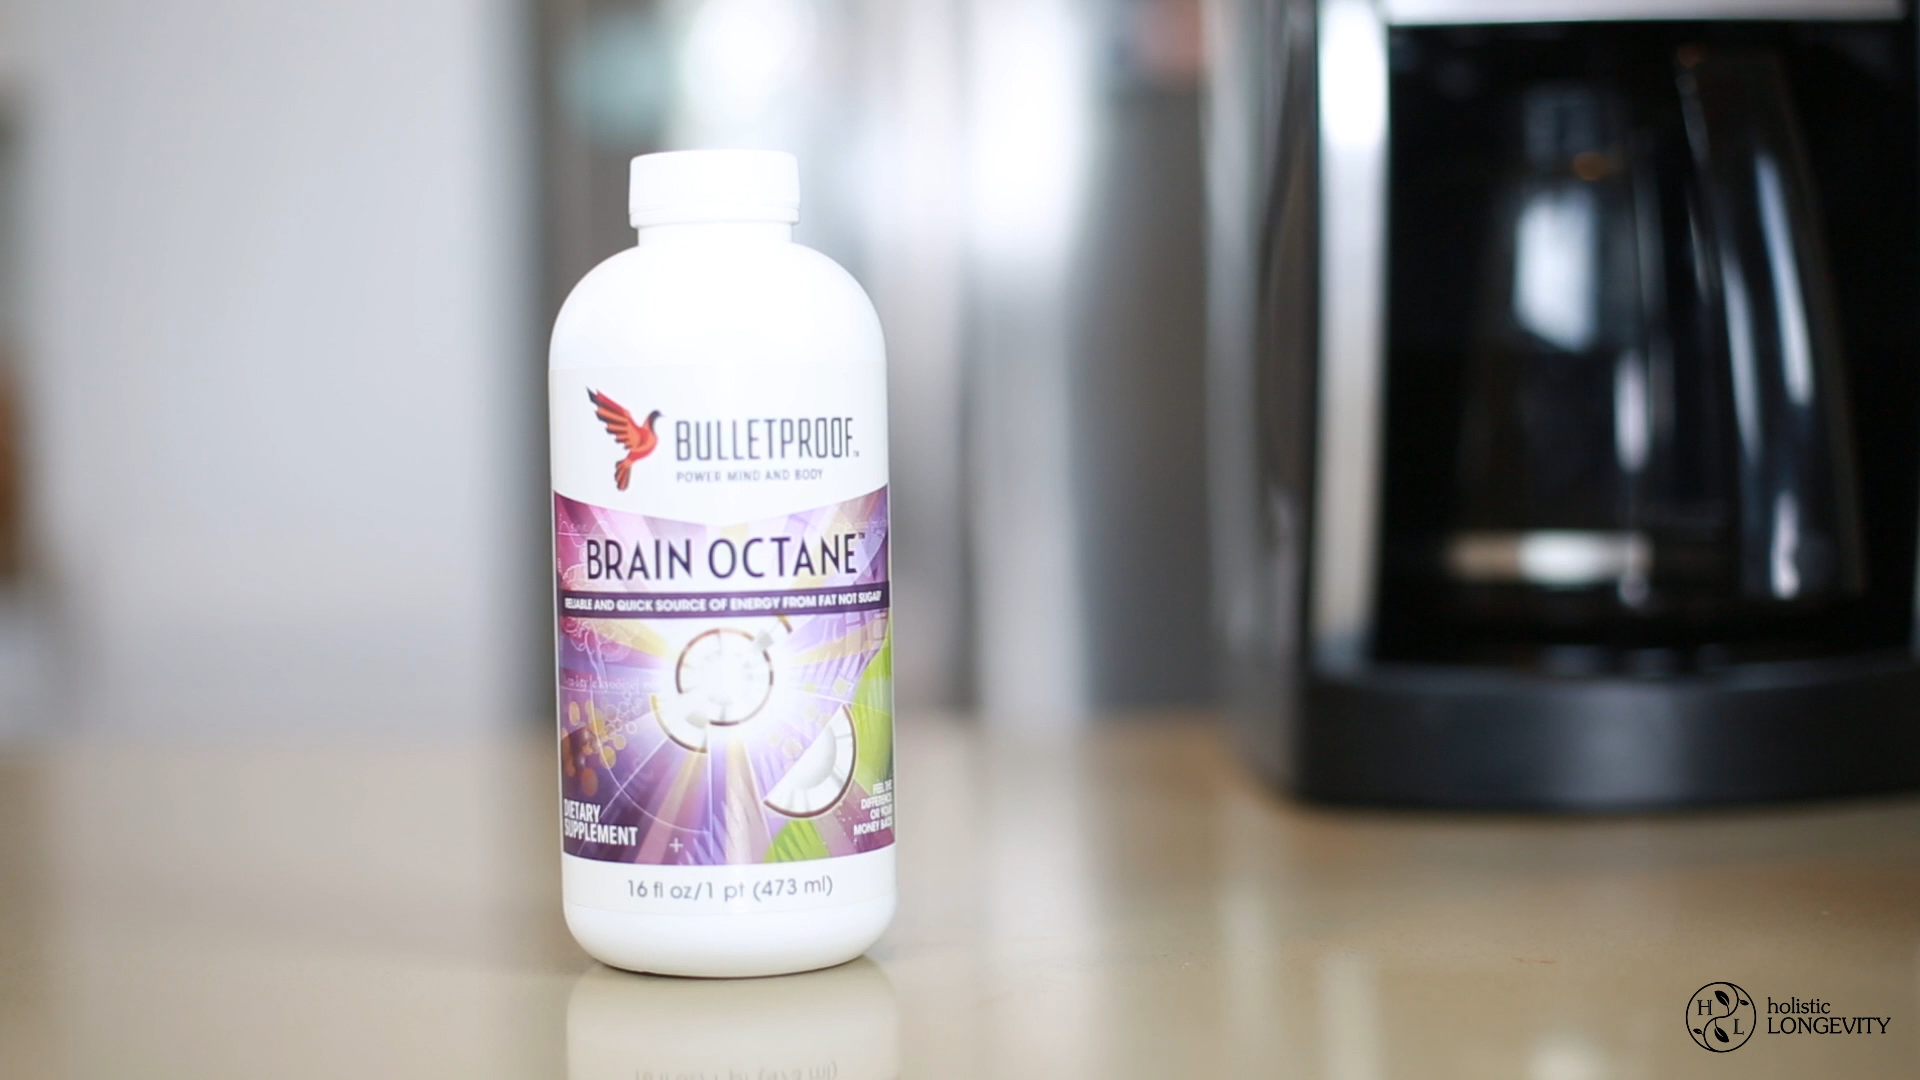 BULLETPROOF™
POWER MIND AND BODY
BRAIN OCTANE™
RELIABLE AND QUICK SOURCE OF ENERGY FROM FAT NOT SUGAR
DIETARY
SUPPLEMENT
FEEL THE
DIFFERENCE
OR YOUR
MONEY BACK
16 fl oz/1 pt (473 ml)
H L
holistic
LONGEVITY